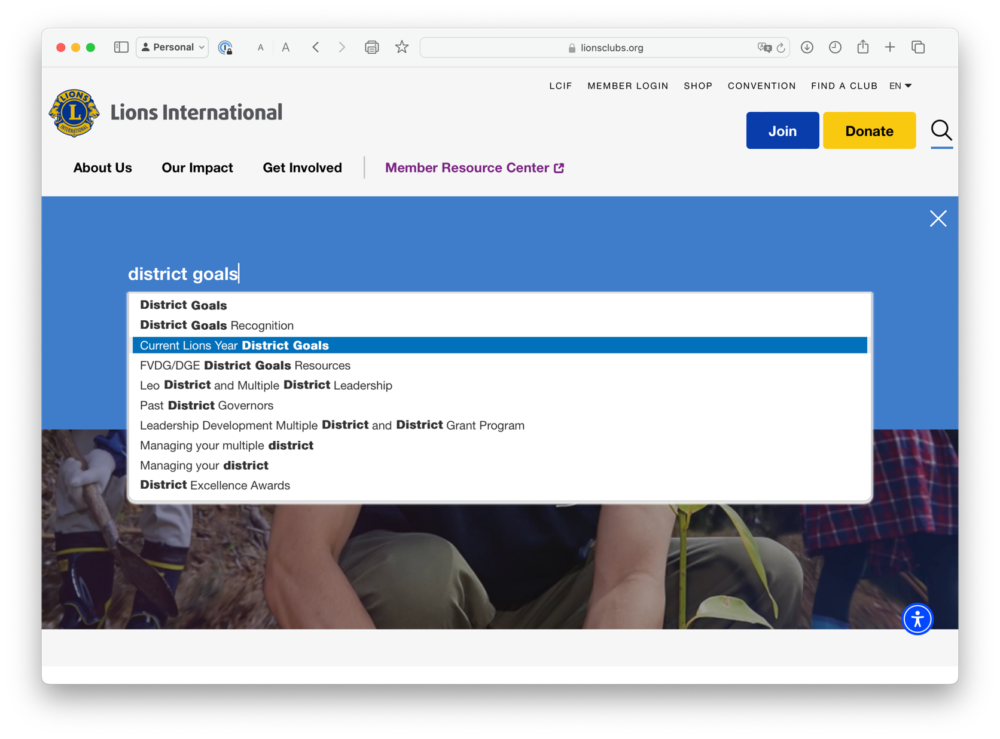 Personal
A A
lionsclubs.org
LCIF MEMBER LOGIN SHOP CONVENTION FIND A CLUB EN
LIONS
L
INTERNATIONAL
Lions International
Join
Donate
About Us
Our Impact
Get Involved
Member Resource Center
district goals
District Goals
District Goals Recognition
Current Lions Year District Goals
FVDG/DGE District Goals Resources
Leo District and Multiple District Leadership
Past District Governors
Leadership Development Multiple District and District Grant Program
Managing your multiple district
Managing your district
District Excellence Awards